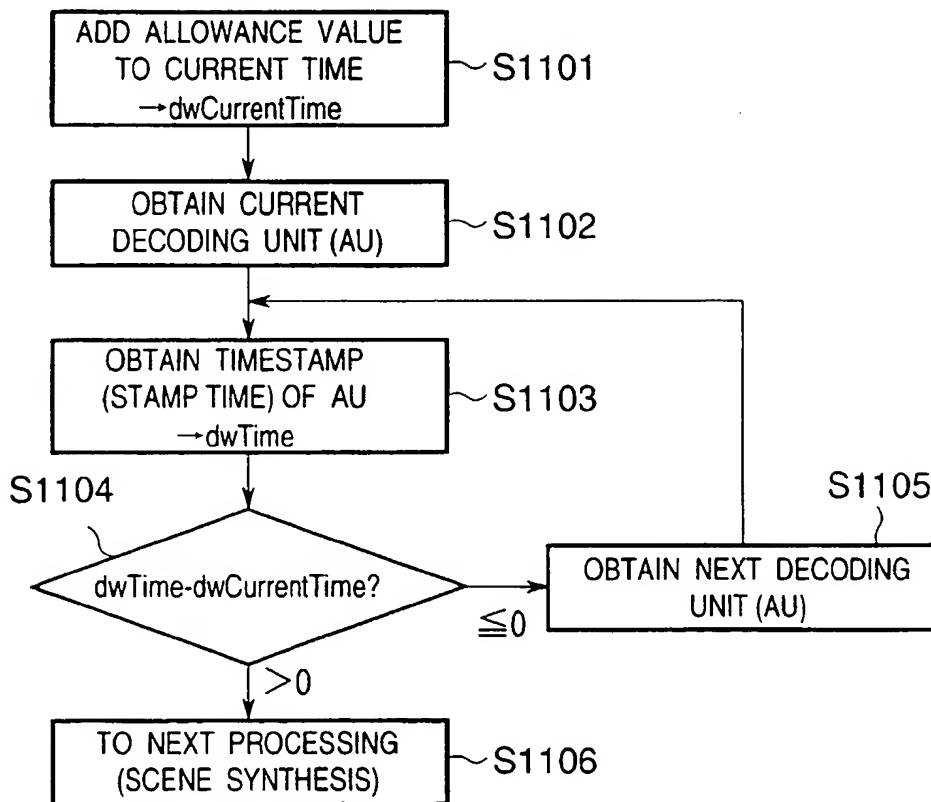 ADD ALLOWANCE VALUE
TO CURRENT TIME
→dwCurrentTime
S1101
OBTAIN CURRENT
DECODING UNIT (AU)
S1102
OBTAIN TIMESTAMP
(STAMP TIME) OF AU
→dwTime
S1103
S1104
dwTime-dwCurrentTime?
≦0
>0
S1105
OBTAIN NEXT DECODING
UNIT (AU)
TO NEXT PROCESSING
(SCENE SYNTHESIS)
S1106